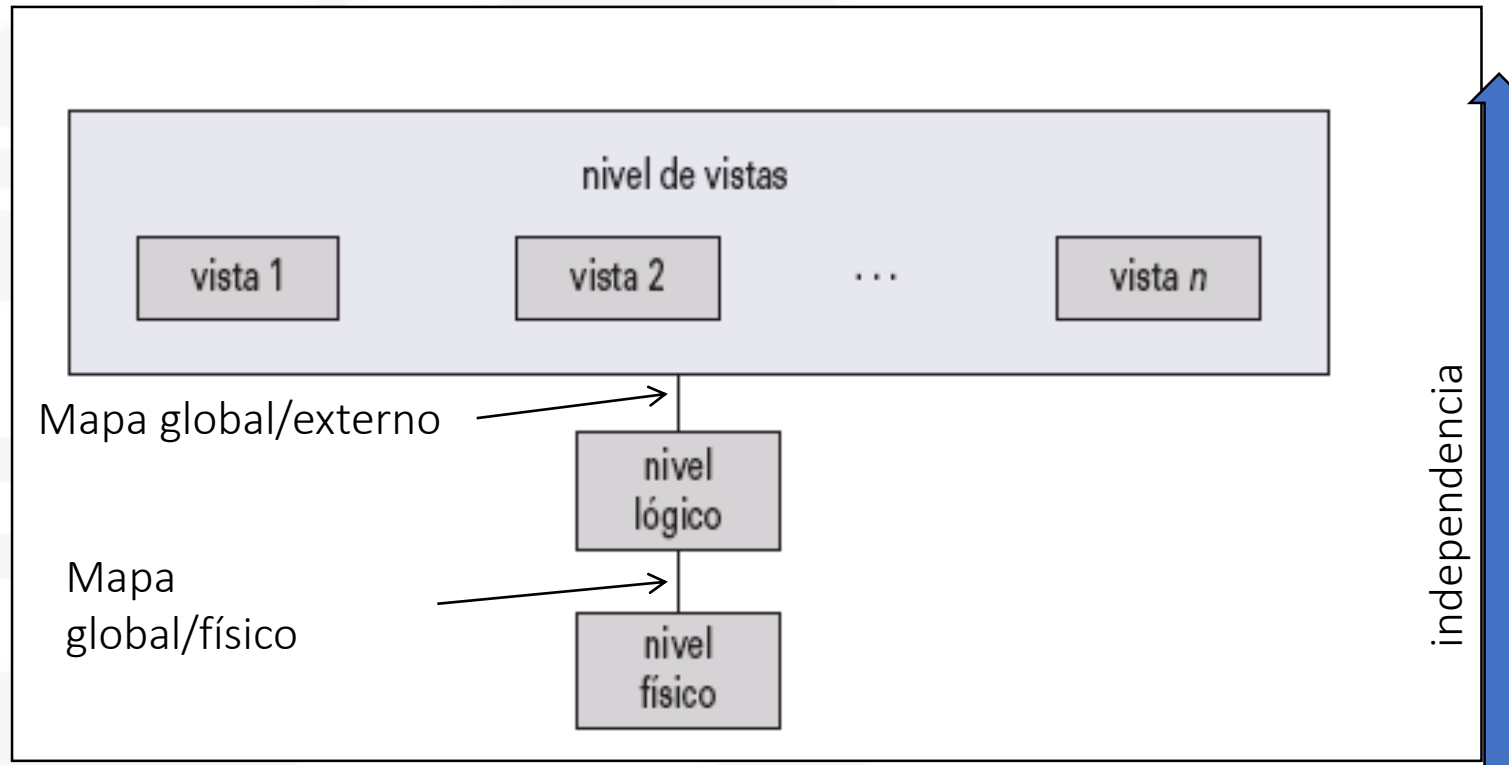 nivel de vistas
vista 1
vista 2
...
vista n
Mapa global/externo
nivel
lógico
Mapa
global/físico
nivel
físico
independencia